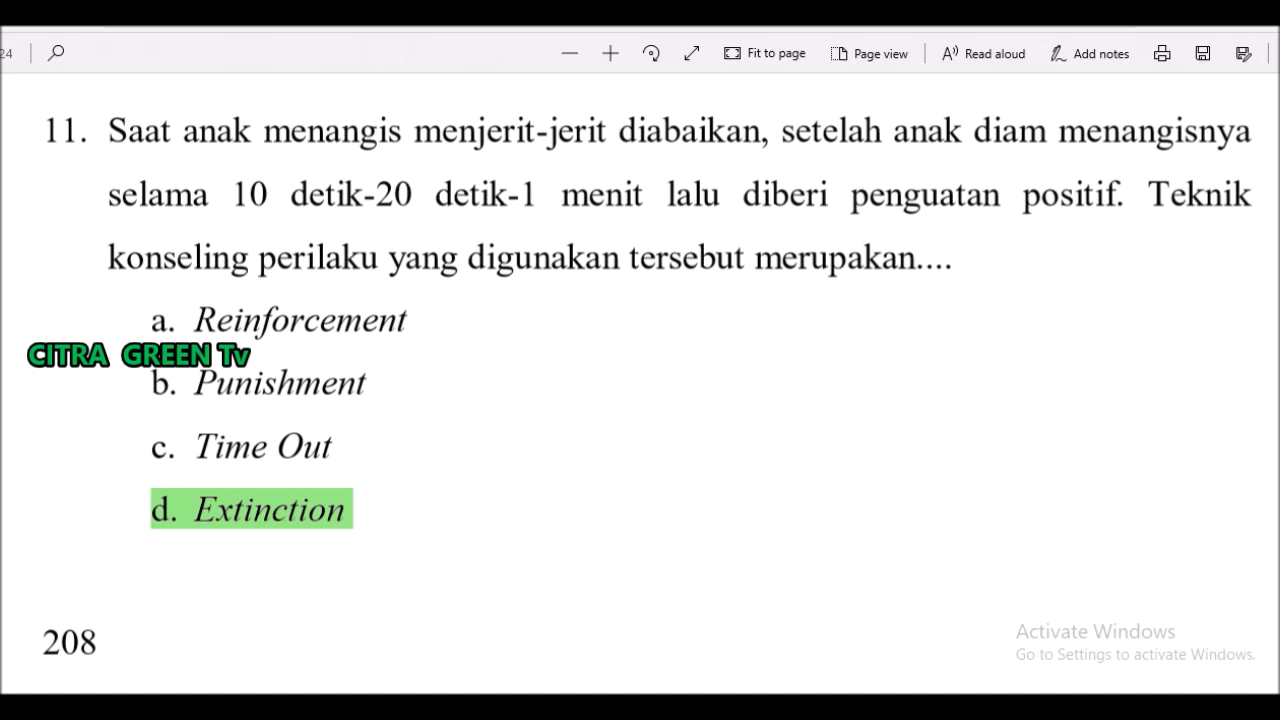 24
Fit to page
Page view
Read aloud
Add notes
11. Saat anak menangis menjerit-jerit diabaikan, setelah anak diam menangisnya
selama 10 detik-20 detik-1 menit lalu diberi penguatan positif. Teknik
konseling perilaku yang digunakan tersebut merupakan....
a. Reinforcement
CITRA GREEN Tv
b. Punishment
c. Time Out
d. Extinction
208
Activate Windows
Go to Settings to activate Windows.